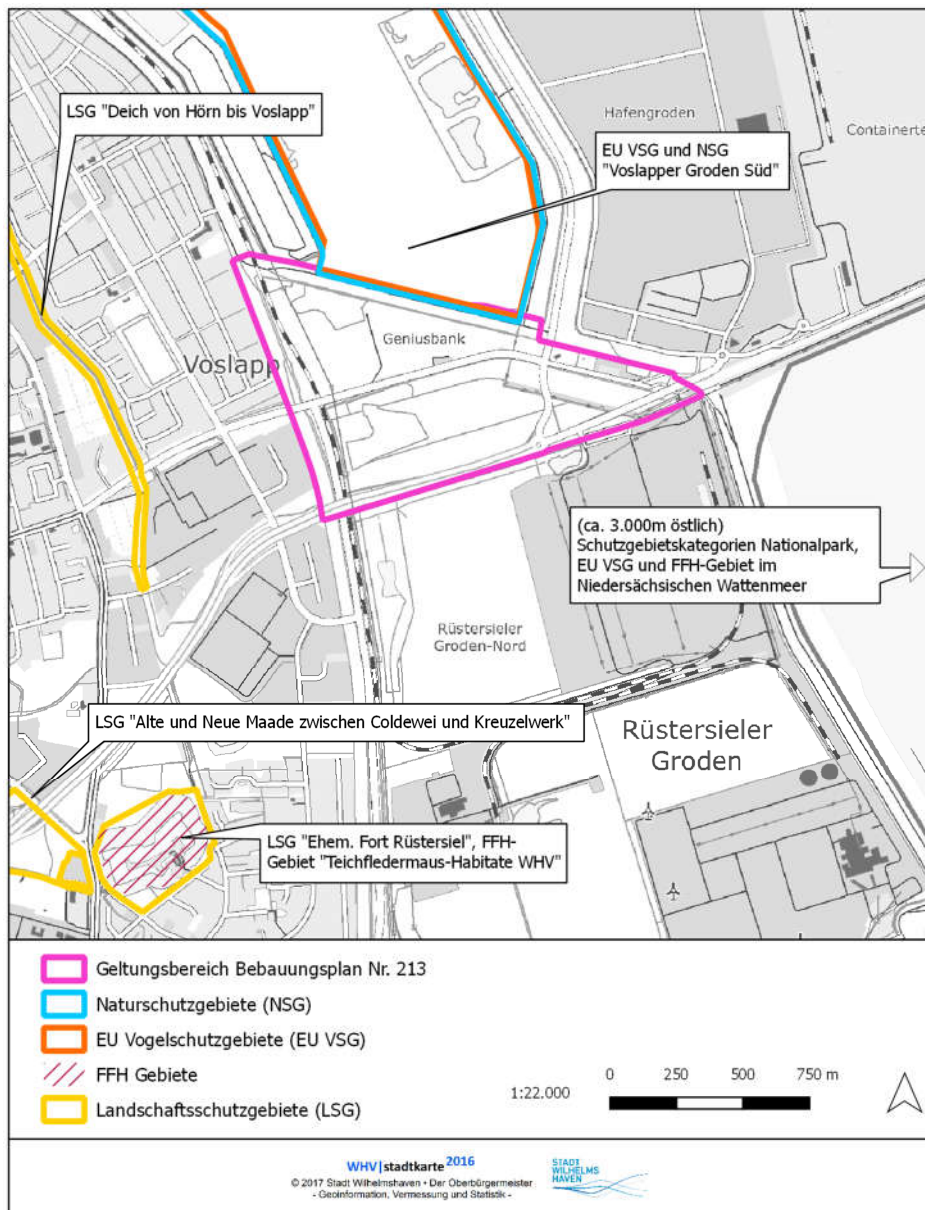 LSG "Deich von Hörn bis Voslapp"
Hafengroden
Containerte
EU VSG und NSG
"Voslapper Groden Süd"
Voslapp
Geniusbank
(ca. 3.000m östlich)
Schutzgebietskategorien Nationalpark,
EU VSG und FFH-Gebiet im
Niedersächsischen Wattenmeer
Rüstersieler
Groden-Nord
LSG "Alte und Neue Maade zwischen Coldewei und Kreuzelwerk"
Rüstersieler
Groden
LSG "Ehem. Fort Rüstersiel", FFH-
Gebiet "Teichfledermaus-Habitate WHV"
Geltungsbereich Bebauungsplan Nr. 213
Naturschutzgebiete (NSG)
EU Vogelschutzgebiete (EU VSG)
FFH Gebiete
Landschaftsschutzgebiete (LSG)
1:22.000
0 250 500 750 m
WHV|stadtkarte 2016
© 2017 Stadt Wilhelmshaven • Der Oberbürgermeister
- Geoinformation, Vermessung und Statistik -
STADT
WILHELMS
HAVEN